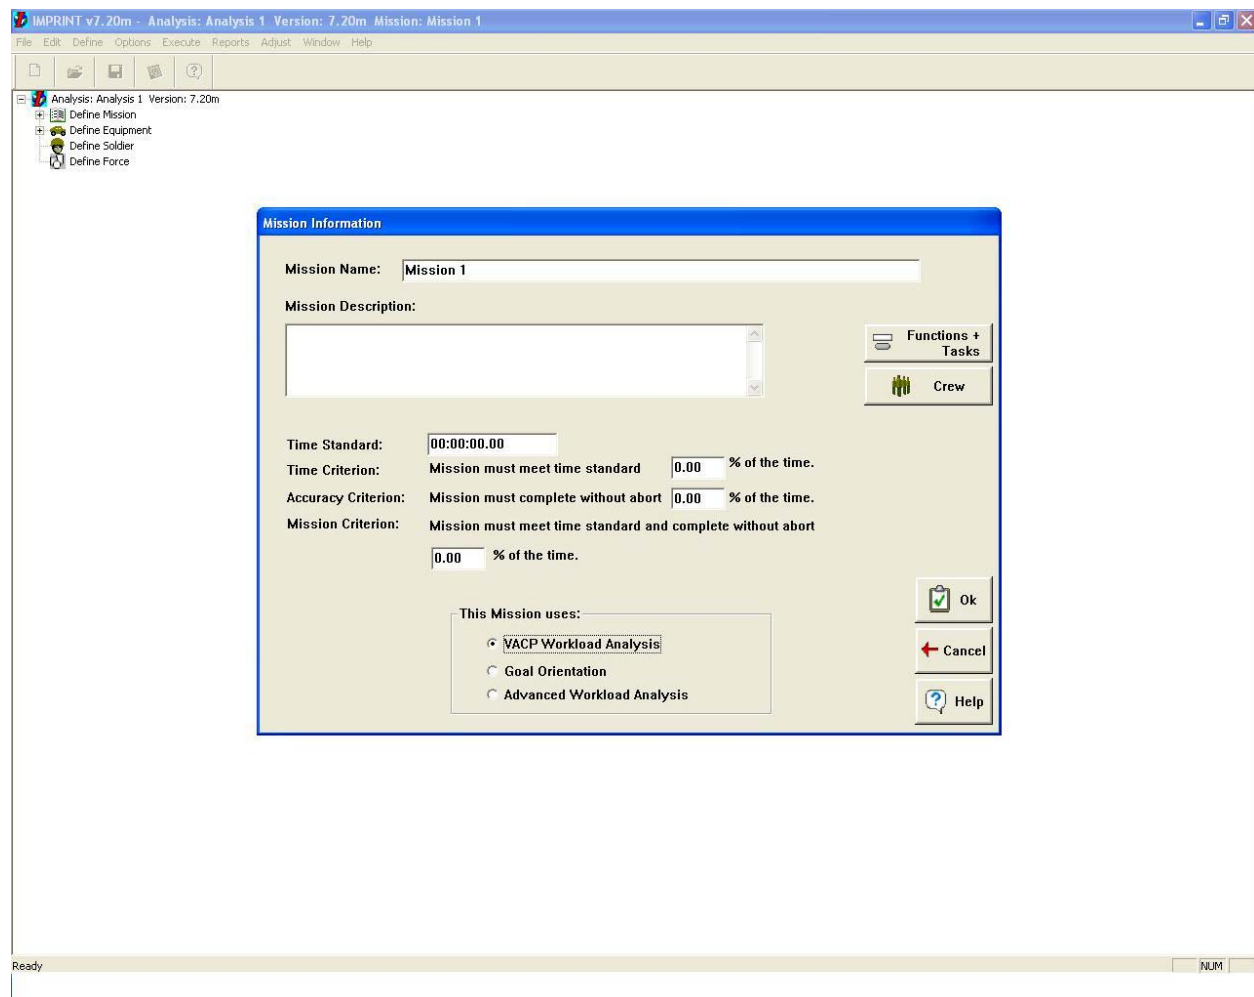 IMPRINT v7.20m - Analysis: Analysis 1 Version: 7.20m Mission: Mission 1
File Edit Define Options Execute Reports Adjust Window Help
Analysis: Analysis 1 Version: 7.20m
Define Mission
Define Equipment
Define Soldier
Define Force
Mission Information
Mission Name: Mission 1
Mission Description:
Functions +
Tasks
Crew
Time Standard: 00:00:00.00
Time Criterion: Mission must meet time standard 0.00 % of the time.
Accuracy Criterion: Mission must complete without abort 0.00 % of the time.
Mission Criterion: Mission must meet time standard and complete without abort
0.00 % of the time.
This Mission uses:
VACP Workload Analysis
Goal Orientation
Advanced Workload Analysis
Ok
Cancel
Help
Ready NUM